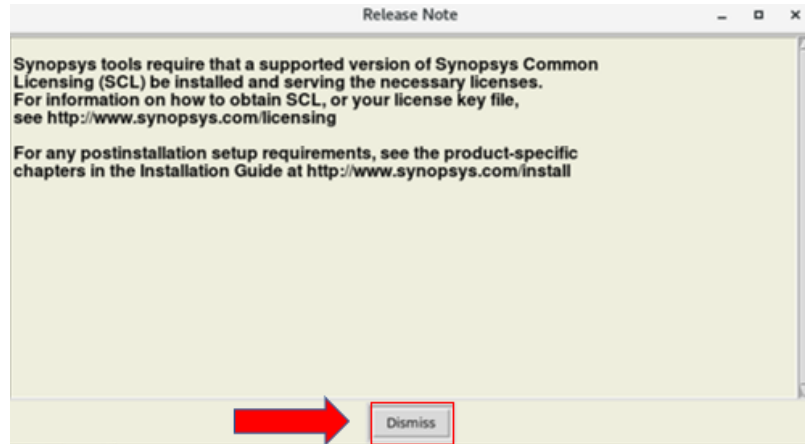 Release Note
Synopsys tools require that a supported version of Synopsys Common
Licensing (SCL) be installed and serving the necessary licenses.
For information on how to obtain SCL, or your license key file,
see http://www.synopsys.com/licensing
For any postinstallation setup requirements, see the product-specific
chapters in the Installation Guide at http://www.synopsys.com/install
Dismiss